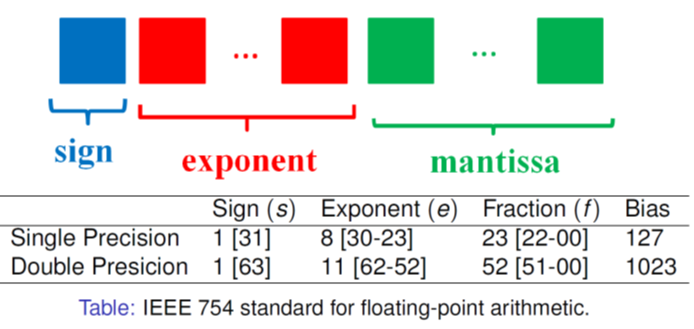 ... ...
sign exponent mantissa
Sign (s) Exponent (e) Fraction (f) Bias
Single Precision 1 [31] 8 [30-23] 23 [22-00] 127
Double Presicion 1 [63] 11 [62-52] 52 [51-00] 1023
Table: IEEE 754 standard for floating-point arithmetic.